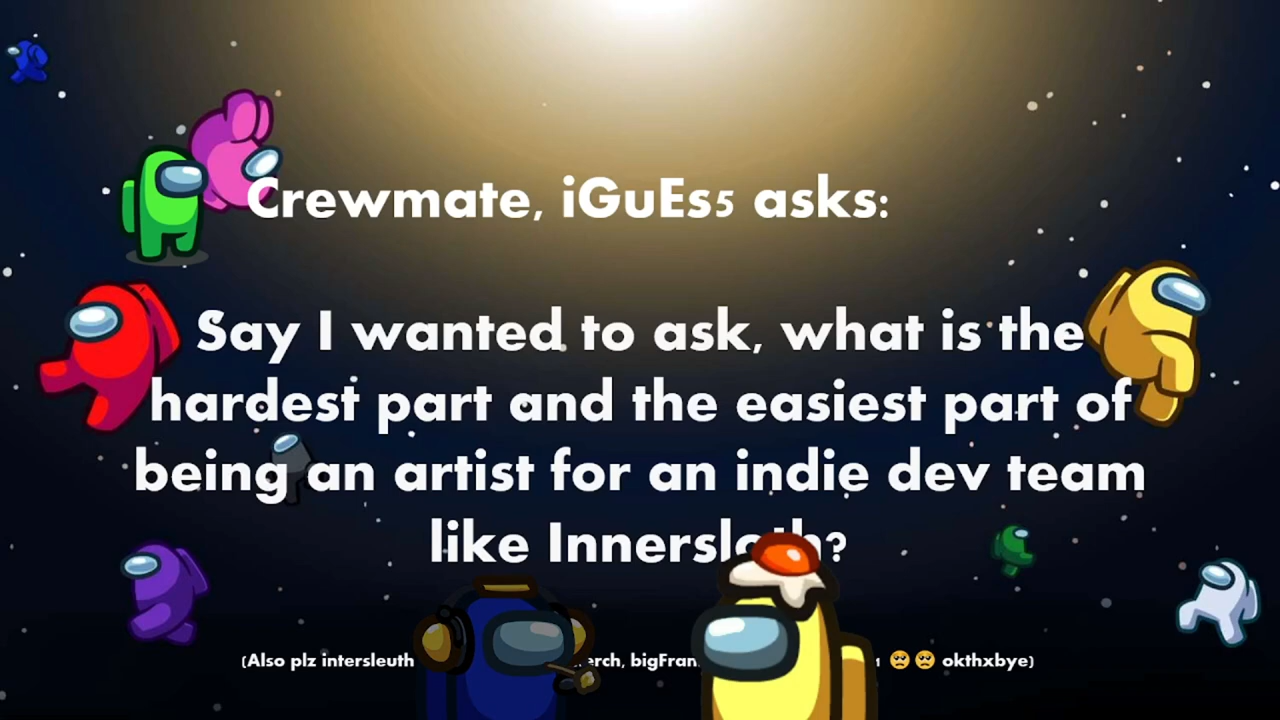 Crewmate, iGuEs5 asks:
Say I wanted to ask, what is the
hardest part and the easiest part of
being an artist for an indie dev team
like Innersloth?
(Also plz intersleuth erch, bigFran 🥺🥺 okthxbye)